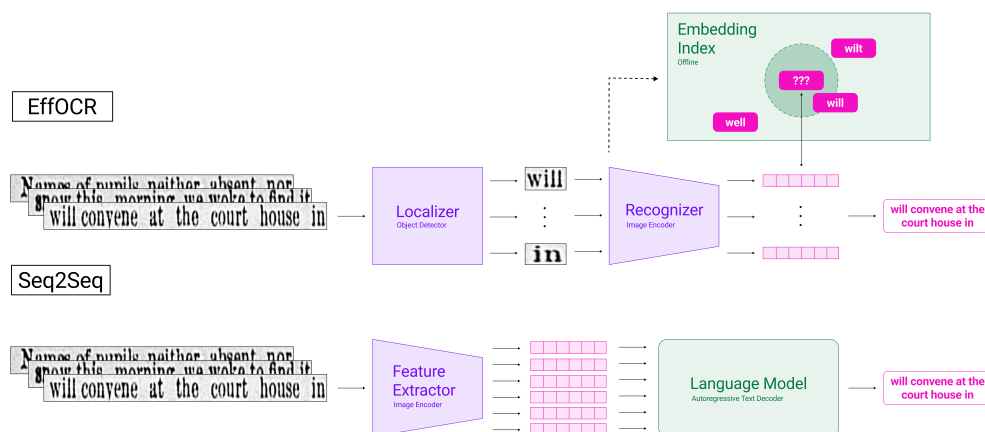 EffOCR
Names of pupils neither absent nor
snow this morning we woke to find it
will convene at the court house in
Localizer
Object Detector
will
in
Recognizer
Image Encoder
Embedding
Index
Offline
wilt
???
will
well
will convene at the
court house in
Seq2Seq
Names of pupils neither absent nor
snow this morning we woke to find it
will convene at the court house in
Feature
Extractor
Image Encoder
Language Model
Autoregressive Text Decoder
will convene at the
court house in